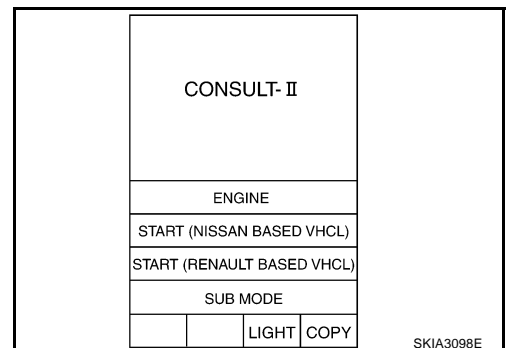 CONSULT-II
ENGINE
START (NISSAN BASED VHCL)
START (RENAULT BASED VHCL)
SUB MODE
LIGHT COPY
SKIA3098E